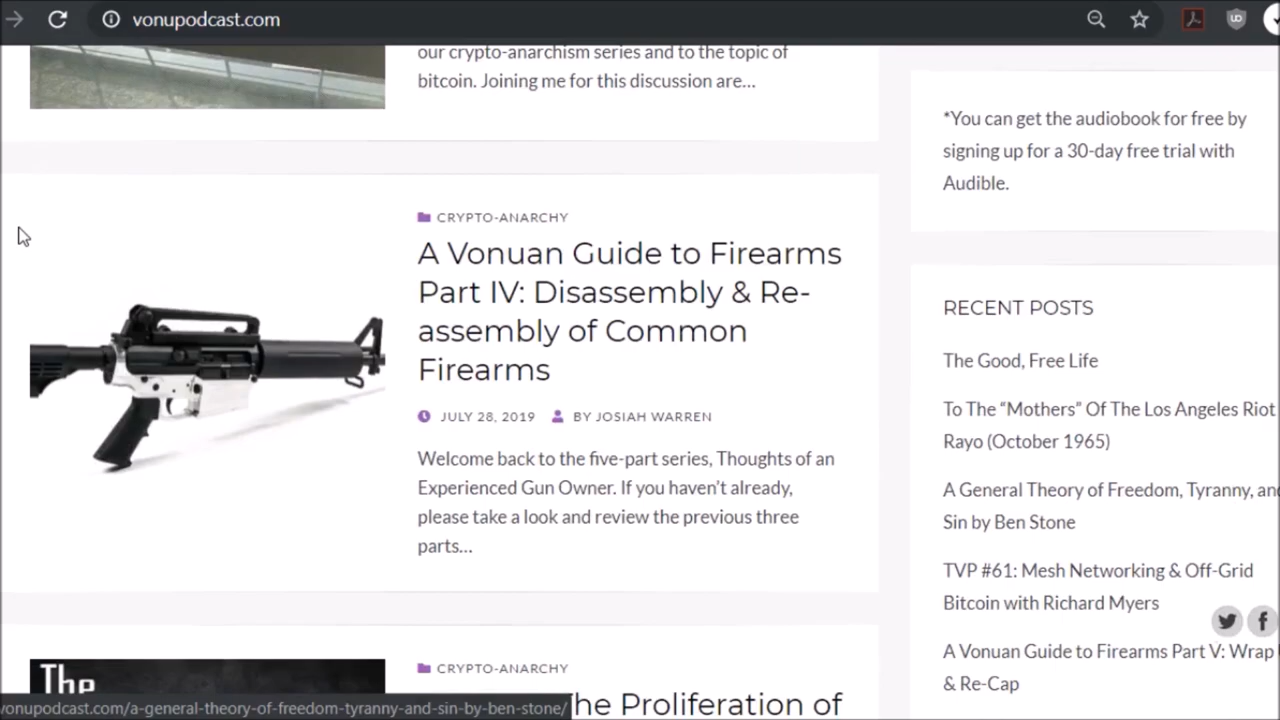 vonupodcast.com
our crypto-anarchism series and to the topic of
bitcoin. Joining me for this discussion are…
CRYPTO-ANARCHY
A Vonuan Guide to Firearms
Part IV: Disassembly & Re-
assembly of Common
Firearms
JULY 28, 2019 BY JOSIAH WARREN
Welcome back to the five-part series, Thoughts of an
Experienced Gun Owner. If you haven't already,
please take a look and review the previous three
parts…
CRYPTO-ANARCHY
The
he Proliferation of
*You can get the audiobook for free by
signing up for a 30-day free trial with
Audible.
RECENT POSTS
The Good, Free Life
To The “Mothers” Of The Los Angeles Riot
Rayo (October 1965)
A General Theory of Freedom, Tyranny, and
Sin by Ben Stone
TVP #61: Mesh Networking & Off-Grid
Bitcoin with Richard Myers
A Vonuan Guide to Firearms Part V: Wrap
& Re-Cap
vonupodcast.com/a-general-theory-of-freedom-tyranny-and-sin-by-ben-stone/